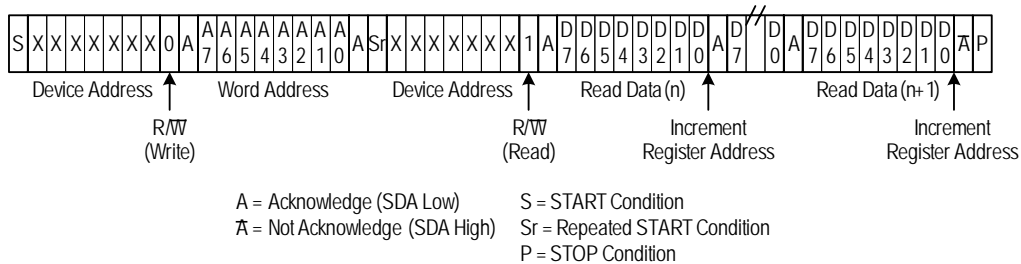 S X X X X X X X 0 A A7 A6 A5 A4 A3 A2 A1 A0 A Sr X X X X X X X 1 A D7 D6 D5 D4 D3 D2 D1 D0 A D7 // D0 A D7 D6 D5 D4 D3 D2 D1 D0 A̅ P
Device Address Word Address Device Address Read Data (n) Read Data (n+1)
R/W̅ R/W̅ Increment Increment
(Write) (Read) Register Address Register Address
A = Acknowledge (SDA Low) S = START Condition
A̅ = Not Acknowledge (SDA High) Sr = Repeated START Condition
P = STOP Condition